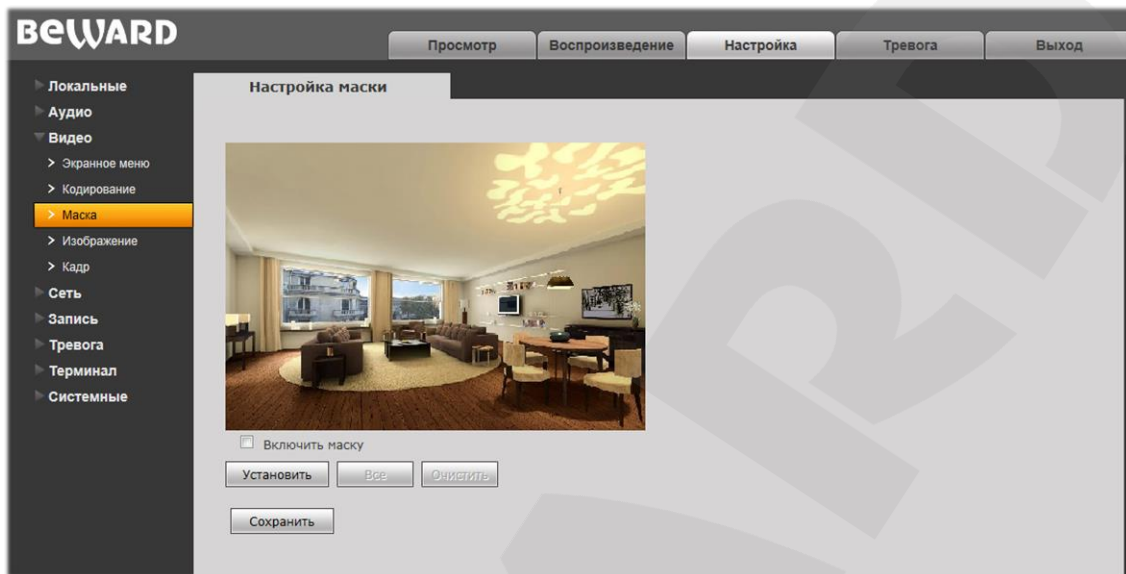 BEWARD
Просмотр
Воспроизведение
Настройка
Тревога
Выход
Локальные
Аудио
Видео
Экранное меню
Кодирование
Маска
Изображение
Кадр
Сеть
Запись
Тревога
Терминал
Системные
Настройка маски
Включить маску
Установить
Все
Очистить
Сохранить